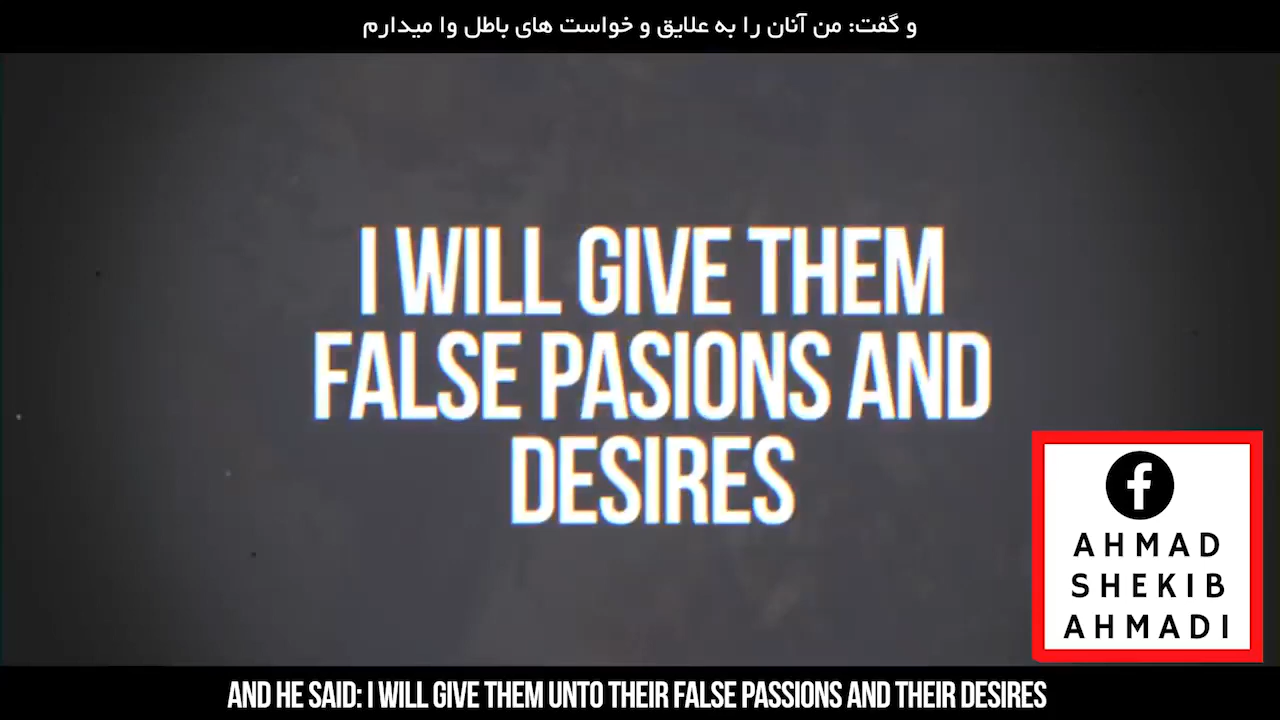 و گفت: من آنان را به علایق و خواست های باطل وا میدارم
I WILL GIVE THEM
FALSE PASIONS AND
DESIRES
AHMAD
SHEKIB
AHMADI
AND HE SAID: I WILL GIVE THEM UNTO THEIR FALSE PASSIONS AND THEIR DESIRES